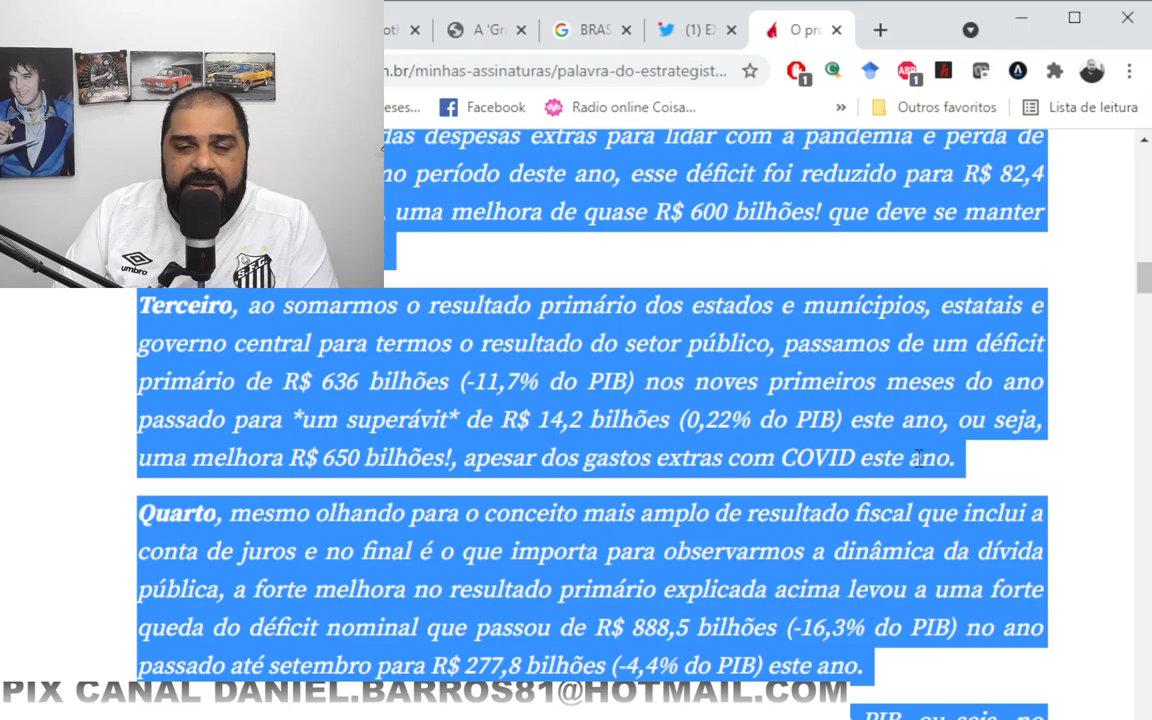 A 'Gr
BRAS
(1) E
O pr
.br/minhas-assinaturas/palavra-do-estrategist...
1
ABP
1
Facebook
Radio online Coisa...
»
Outros favoritos
Lista de leitura
das despesas extras para lidar com a pandemia e perda de
no período deste ano, esse déficit foi reduzido para R$ 82,4
, uma melhora de quase R$ 600 bilhões! que deve se manter
umbro
Terceiro, ao somarmos o resultado primário dos estados e munícipios, estatais e
governo central para termos o resultado do setor público, passamos de um déficit
primário de R$ 636 bilhões (-11,7% do PIB) nos noves primeiros meses do ano
passado para *um superávit* de R$ 14,2 bilhões (0,22% do PIB) este ano, ou seja,
uma melhora R$ 650 bilhões!, apesar dos gastos extras com COVID este ano.
Quarto, mesmo olhando para o conceito mais amplo de resultado fiscal que inclui a
conta de juros e no final é o que importa para observarmos a dinâmica da dívida
pública, a forte melhora no resultado primário explicada acima levou a uma forte
queda do déficit nominal que passou de R$ 888,5 bilhões (-16,3% do PIB) no ano
passado até setembro para R$ 277,8 bilhões (-4,4% do PIB) este ano.
PIX CANAL DANIEL.BARROS81@HOTMAIL.COM
PIB, ou seja, no